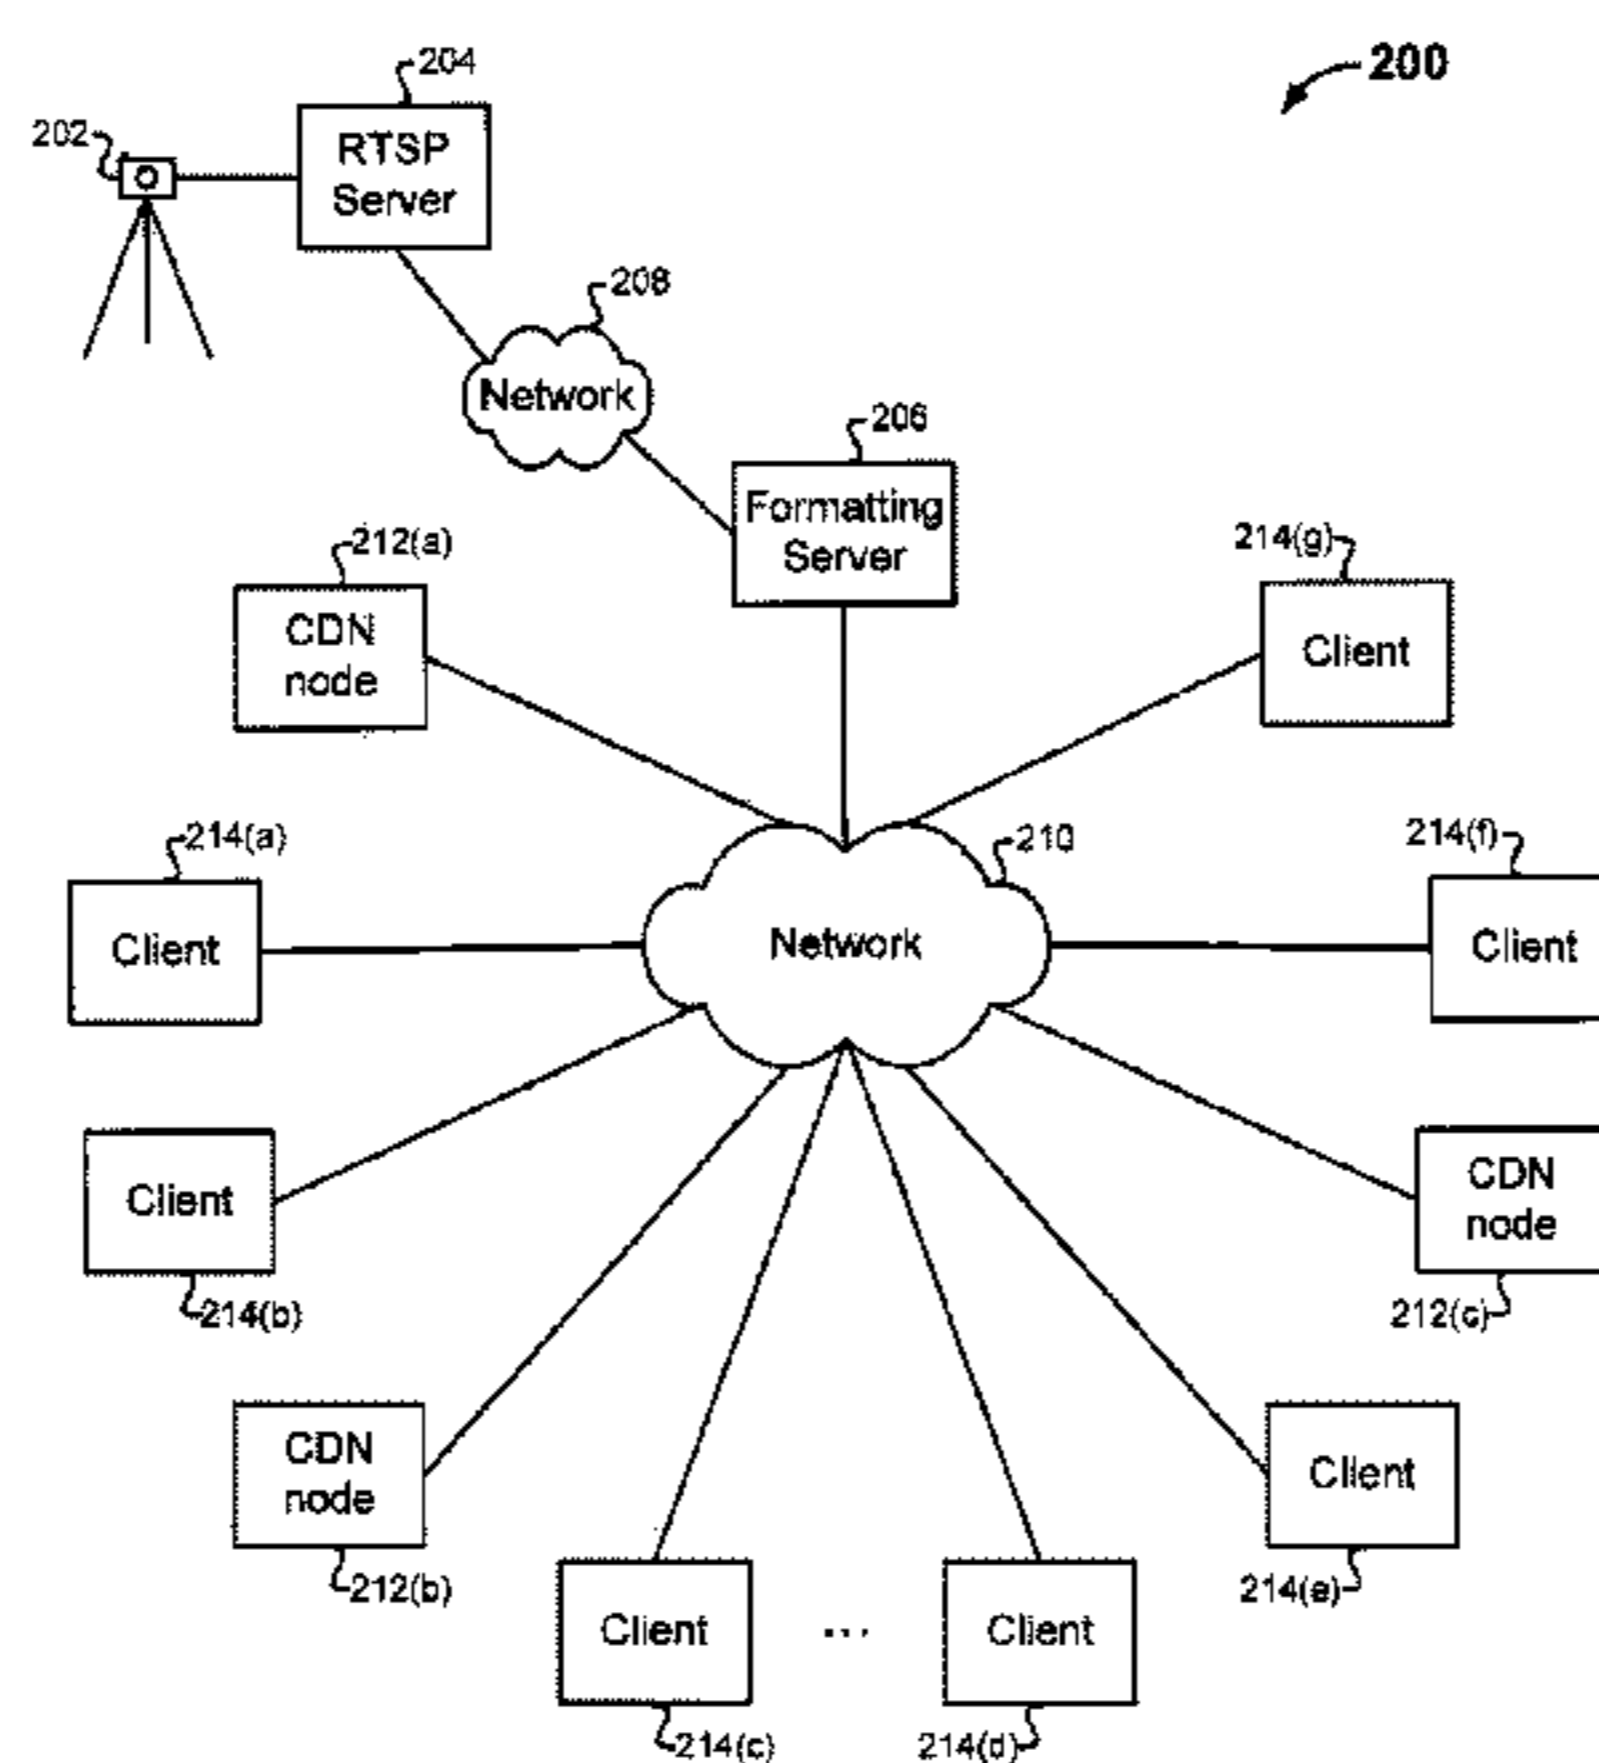 204
200
202
RTSP
Server
208
Network
206
Formatting
Server
212(a)
214(g)
CDN
node
Client
214(a)
210
214(f)
Client
Network
Client
Client
CDN
node
214(b)
212(c)
CDN
node
Client
212(b)
214(e)
Client
...
Client
214(c)
214(d)